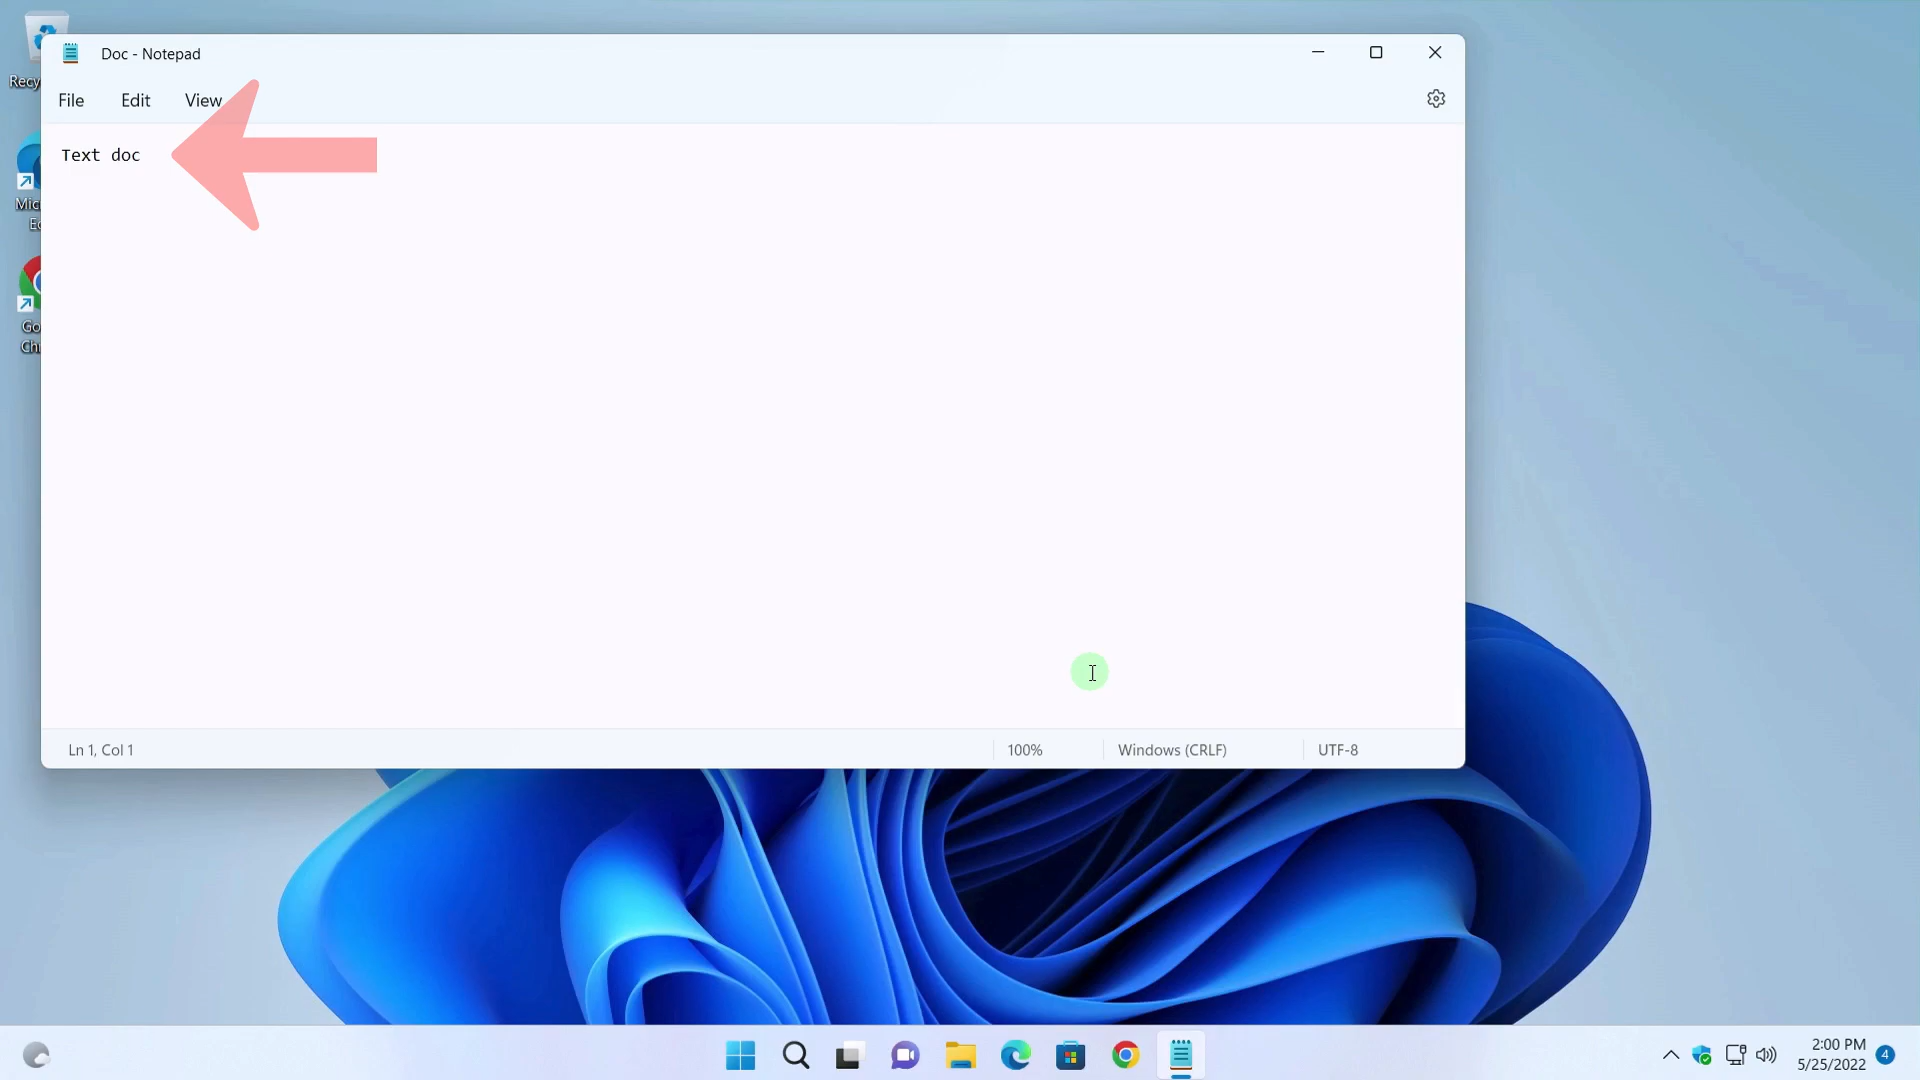 Doc - Notepad
File Edit View
Text doc
Ln 1, Col 1 100% Windows (CRLF) UTF-8
2:00 PM
5/25/2022
4